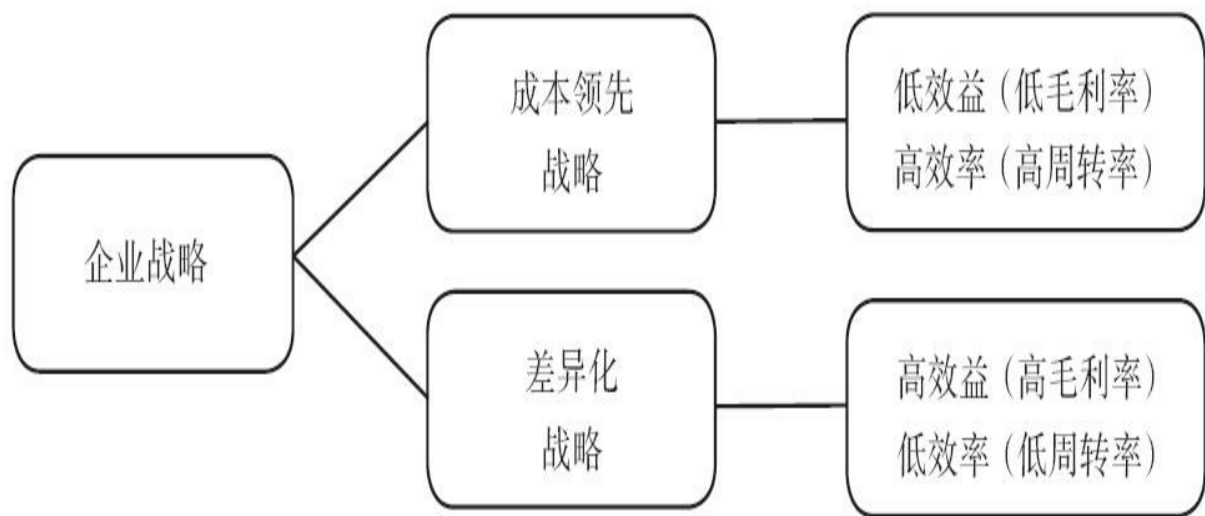 企业战略
成本领先
战略
低效益（低毛利率）
高效率（高周转率）
差异化
战略
高效益（高毛利率）
低效率（低周转率）